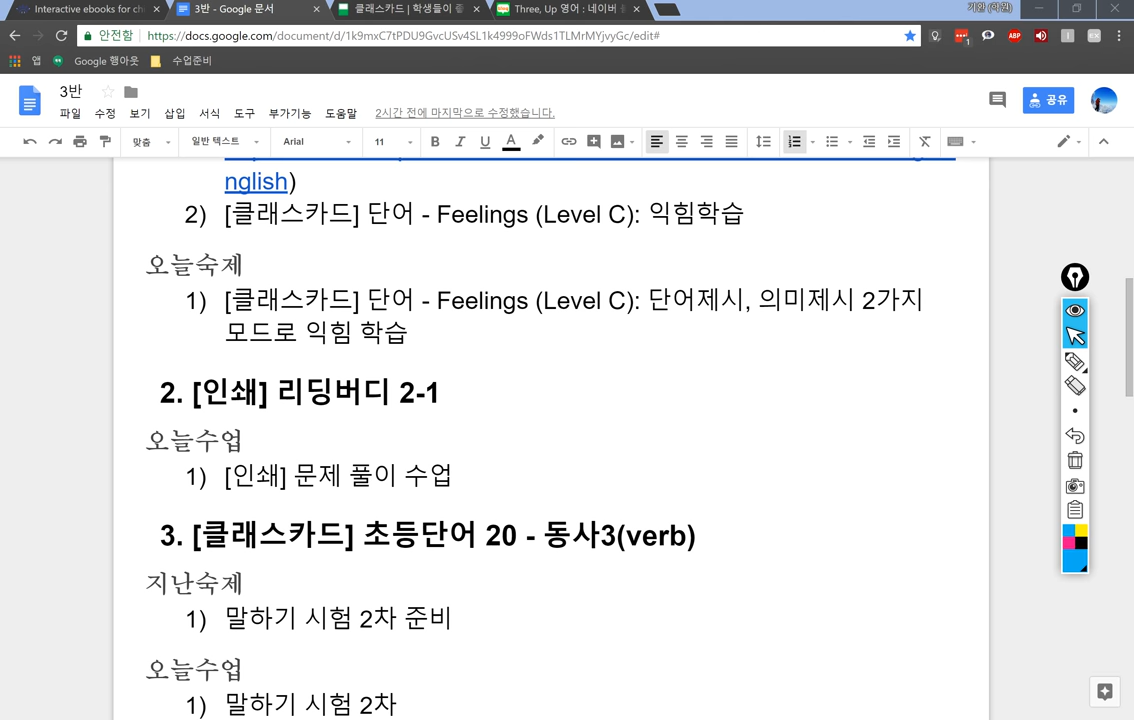 Interactive ebooks for ch
3반 - Google 문서
클래스카드 | 학생들이 좋
Three, Up 영어 : 네이버
안전함
https://docs.google.com/document/d/1k9mxC7tPDU9GvcUSv4SL1k4999oFWds1TLMrMYjvyGc/edit#
앱
Google 행아웃
수업준비
3반
파일 수정 보기 삽입 서식 도구 부가기능 도움말 2시간 전에 마지막으로 수정했습니다.
공유
맞춤 일반 텍스트 Arial 11
nglish)
2) [클래스카드] 단어 - Feelings (Level C): 익힘학습
오늘숙제
1) [클래스카드] 단어 - Feelings (Level C): 단어제시, 의미제시 2가지
모드로 익힘 학습
2. [인쇄] 리딩버디 2-1
오늘수업
1) [인쇄] 문제 풀이 수업
3. [클래스카드] 초등단어 20 - 동사3(verb)
지난숙제
1) 말하기 시험 2차 준비
오늘수업
1) 말하기 시험 2차